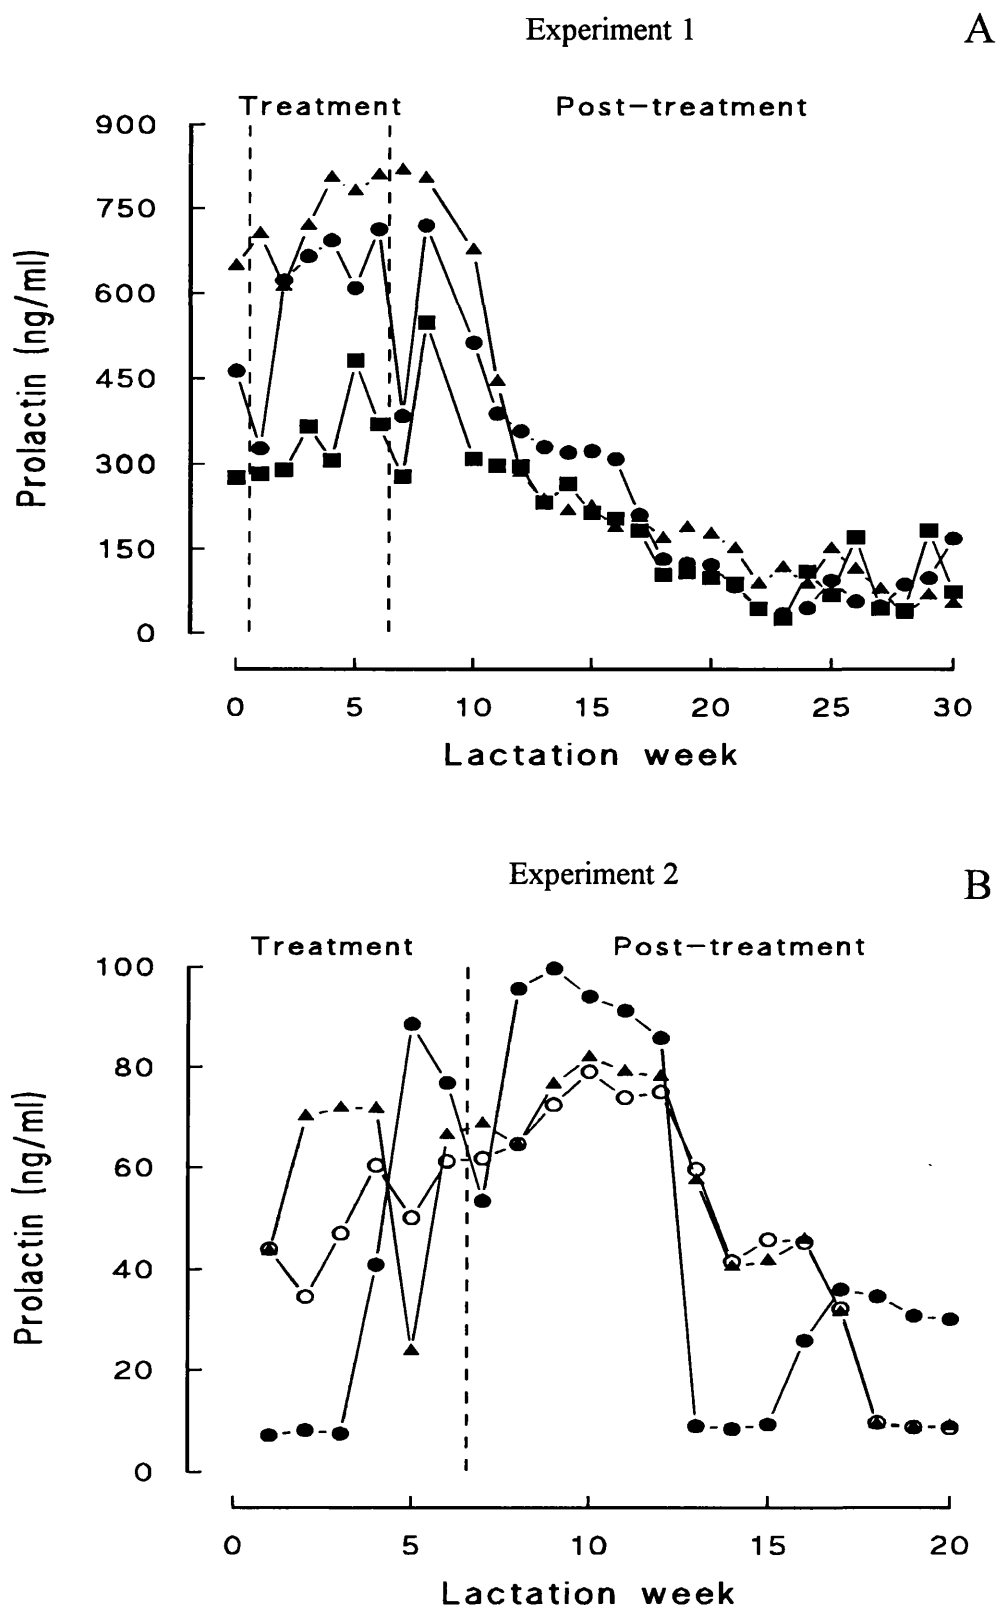 Experiment 1
A
Treatment
Post-treatment
900
750
600
450
300
150
0
Prolactin (ng/ml)
0 5 10 15 20 25 30
Lactation week
Experiment 2
B
Treatment
Post-treatment
100
80
60
40
20
0
Prolactin (ng/ml)
0 5 10 15 20
Lactation week